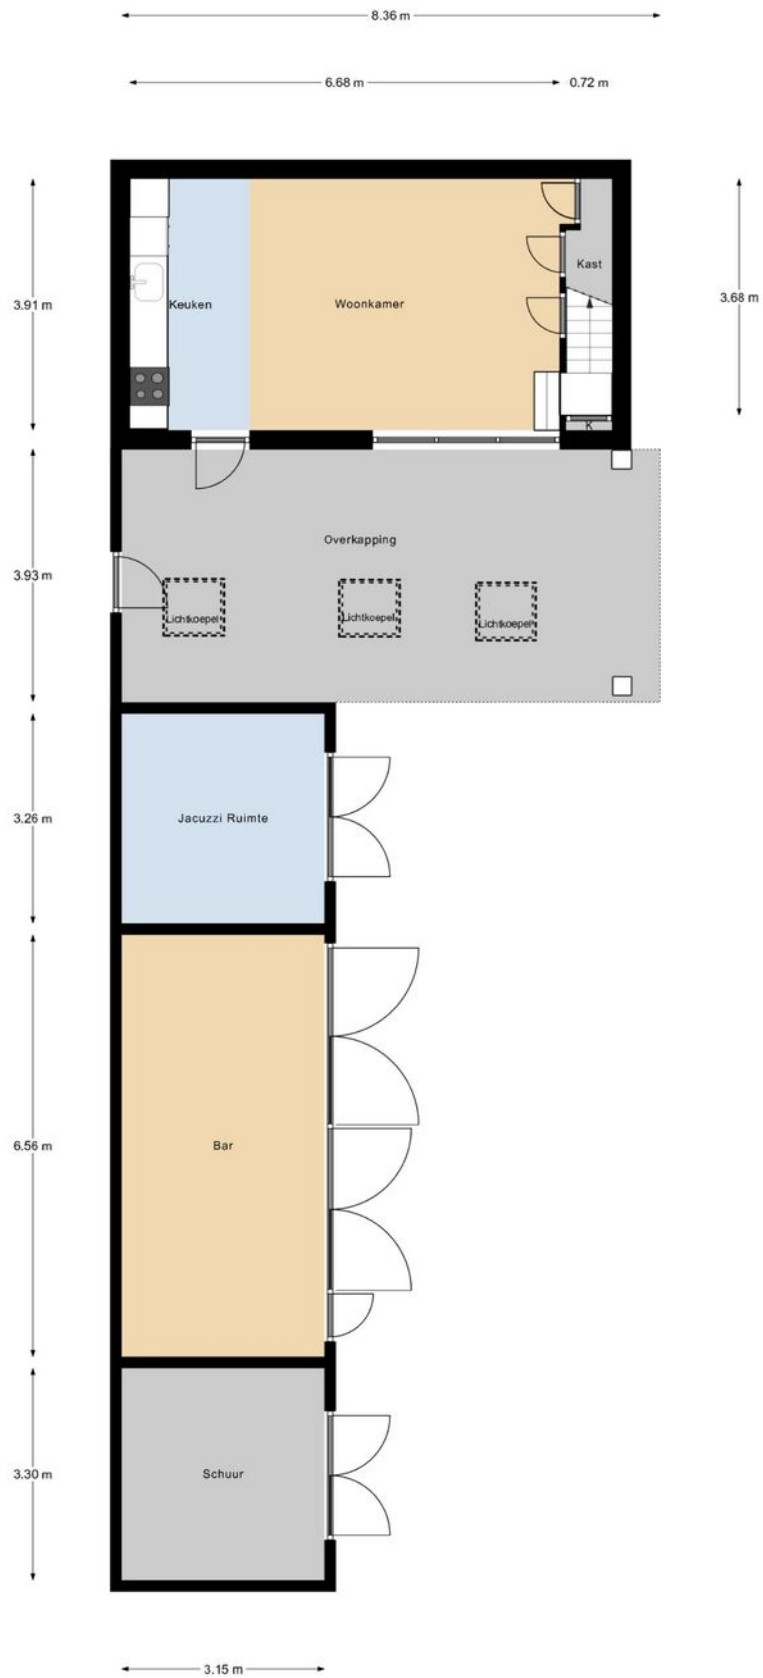 8.36 m
6.68 m
0.72 m
Kast
3.91 m
Keuken
Woonkamer
3.68 m
K
Overkapping
3.93 m
Lichtkoepel
Lichtkoepel
Lichtkoepel
3.26 m
Jacuzzi Ruimte
6.56 m
Bar
3.30 m
Schuur
3.15 m